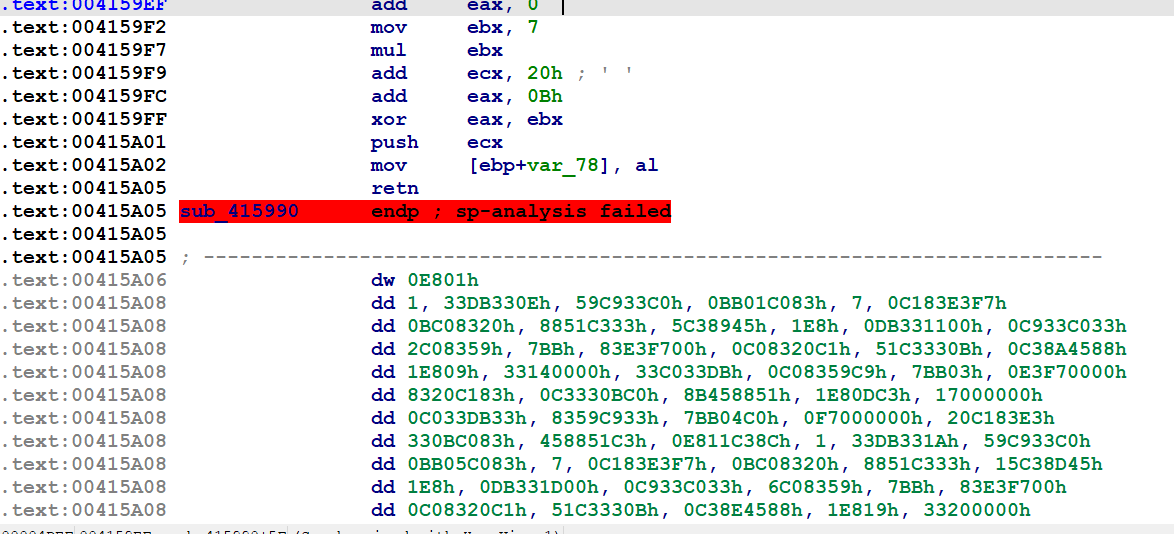 .text:004159EF add eax, 0
.text:004159F2 mov ebx, 7
.text:004159F7 mul ebx
.text:004159F9 add ecx, 20h ; ' '
.text:004159FC add eax, 0Bh
.text:004159FF xor eax, ebx
.text:00415A01 push ecx
.text:00415A02 mov [ebp+var_78], al
.text:00415A05 retn
.text:00415A05 sub_415990 endp ; sp-analysis failed
.text:00415A05
.text:00415A05 ; ---------------------------------------------------------------------------
.text:00415A06 dw 0E801h
.text:00415A08 dd 1, 33DB330Eh, 59C933C0h, 0BB01C083h, 7, 0C183E3F7h
.text:00415A08 dd 0BC08320h, 8851C333h, 5C38945h, 1E8h, 0DB331100h, 0C933C033h
.text:00415A08 dd 2C08359h, 7BBh, 83E3F700h, 0C08320C1h, 51C3330Bh, 0C38A4588h
.text:00415A08 dd 1E809h, 33140000h, 33C033DBh, 0C08359C9h, 7BB03h, 0E3F70000h
.text:00415A08 dd 8320C183h, 0C3330BC0h, 8B458851h, 1E80DC3h, 17000000h
.text:00415A08 dd 0C033DB33h, 8359C933h, 7BB04C0h, 0F7000000h, 20C183E3h
.text:00415A08 dd 330BC083h, 458851C3h, 0E811C38Ch, 1, 33DB331Ah, 59C933C0h
.text:00415A08 dd 0BB05C083h, 7, 0C183E3F7h, 0BC08320h, 8851C333h, 15C38D45h
.text:00415A08 dd 1E8h, 0DB331D00h, 0C933C033h, 6C08359h, 7BBh, 83E3F700h
.text:00415A08 dd 0C08320C1h, 51C3330Bh, 0C38E4588h, 1E819h, 33200000h